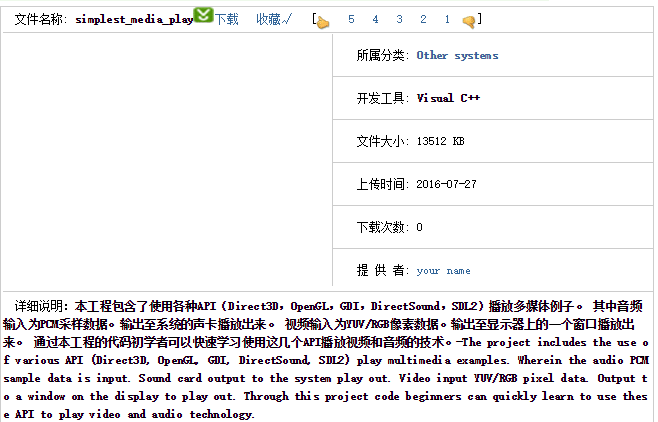 文件名称: simplest_media_play 下载 收藏√ [ 5 4 3 2 1 ]
所属分类: Other systems
开发工具: Visual C++
文件大小: 13512 KB
上传时间: 2016-07-27
下载次数: 0
提 供 者: your name
详细说明: 本工程包含了使用各种API（Direct3D，OpenGL，GDI，DirectSound，SDL2）播放多媒体例子。 其中音频
输入为PCM采样数据。输出至系统的声卡播放出来。 视频输入为YUV/RGB像素数据。输出至显示器上的一个窗口播放出
来。 通过本工程的代码初学者可以快速学习使用这几个API播放视频和音频的技术。-The project includes the use o
f various API (Direct3D, OpenGL, GDI, DirectSound, SDL2) play multimedia examples. Wherein the audio PCM
sample data is input. Sound card output to the system play out. Video input YUV/RGB pixel data. Output t
o a window on the display to play out. Through this project code beginners can quickly learn to use thes
e API to play video and audio technology.